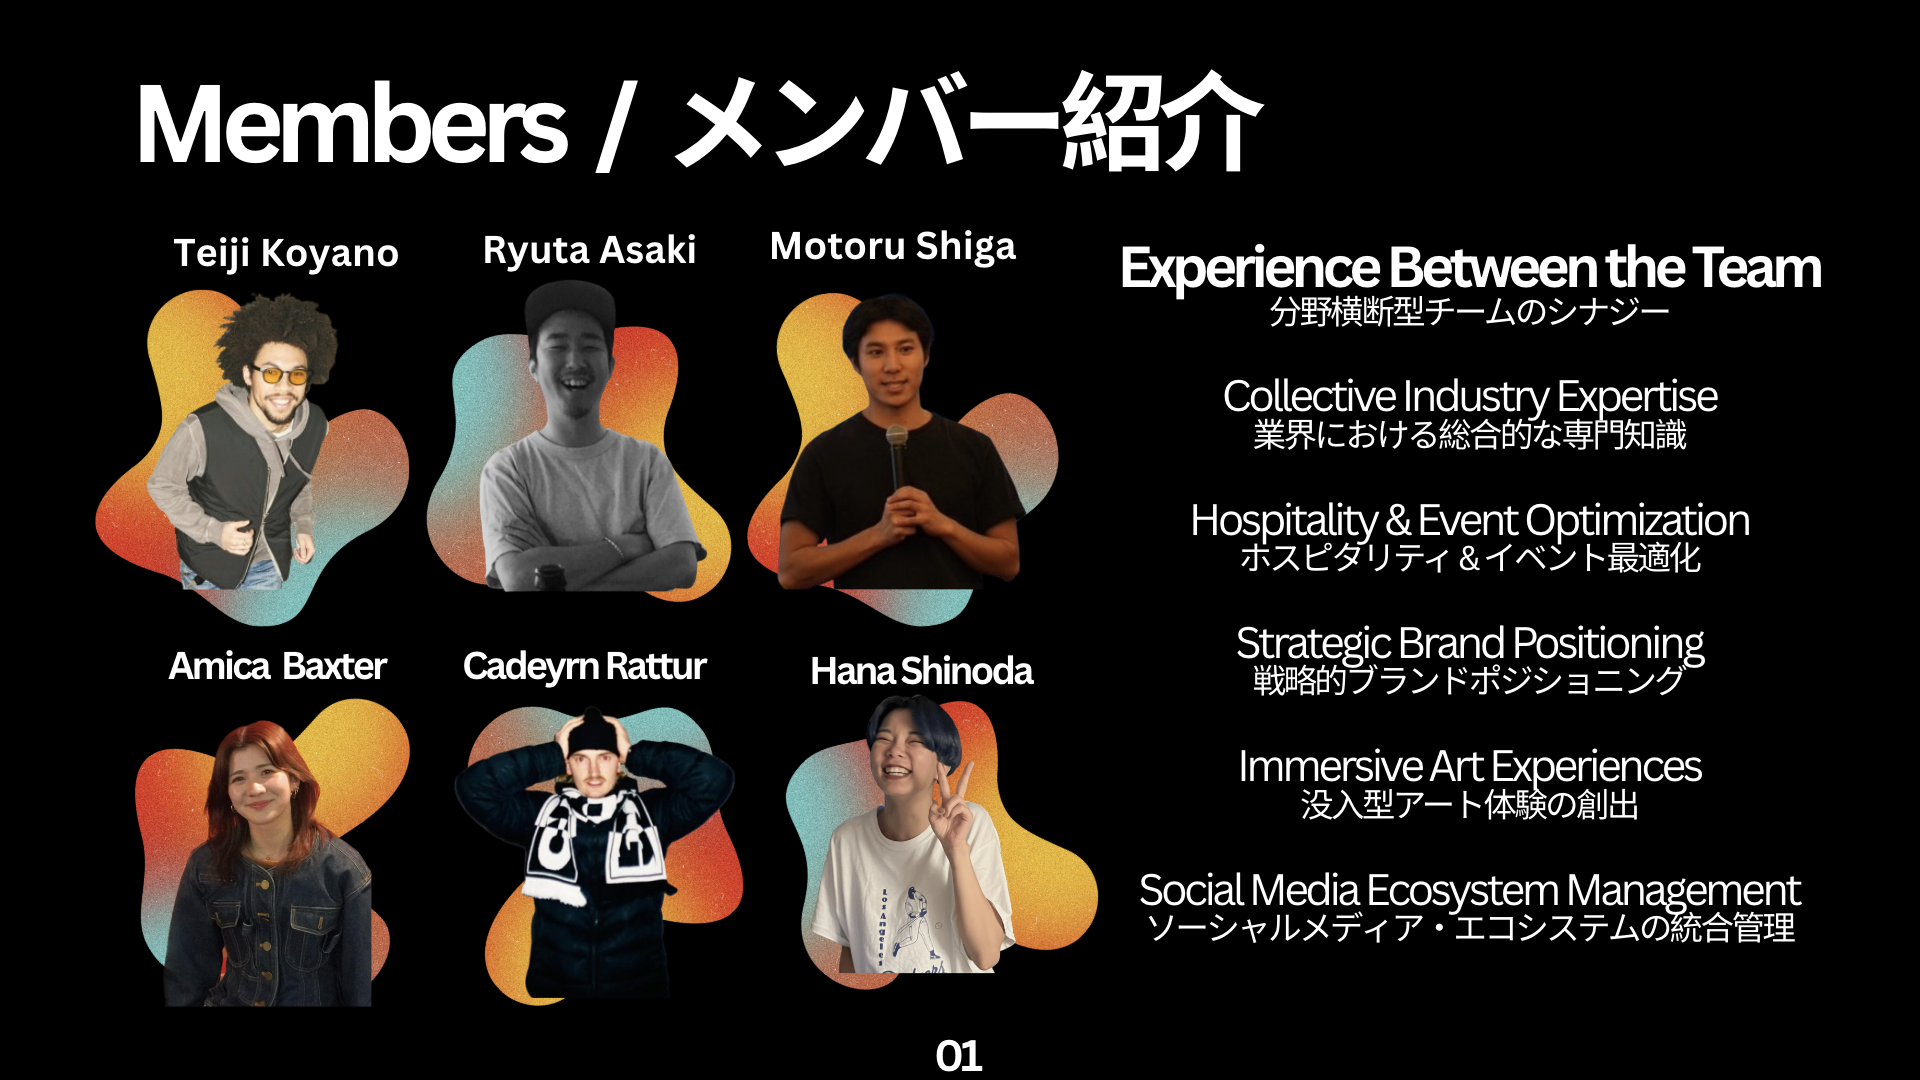 Members / メンバー紹介
Teiji Koyano
Ryuta Asaki
Motoru Shiga
Amica Baxter
Cadeyrn Rattur
Hana Shinoda
Los Angeles
Experience Between the Team
分野横断型チームのシナジー
Collective Industry Expertise
業界における総合的な専門知識
Hospitality & Event Optimization
ホスピタリティ＆イベント最適化
Strategic Brand Positioning
戦略的ブランドポジショニング
Immersive Art Experiences
没入型アート体験の創出
Social Media Ecosystem Management
ソーシャルメディア・エコシステムの統合管理
01